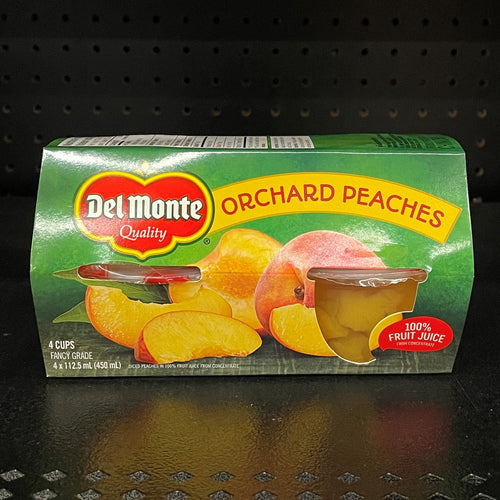 Del Monte
Quality
®
ORCHARD PEACHES
4 CUPS
FANCY GRADE
4 x 112.5 mL (450 mL)
DICED PEACHES IN 100% FRUIT JUICE FROM CONCENTRATE
100%
FRUIT JUICE
FROM CONCENTRATE